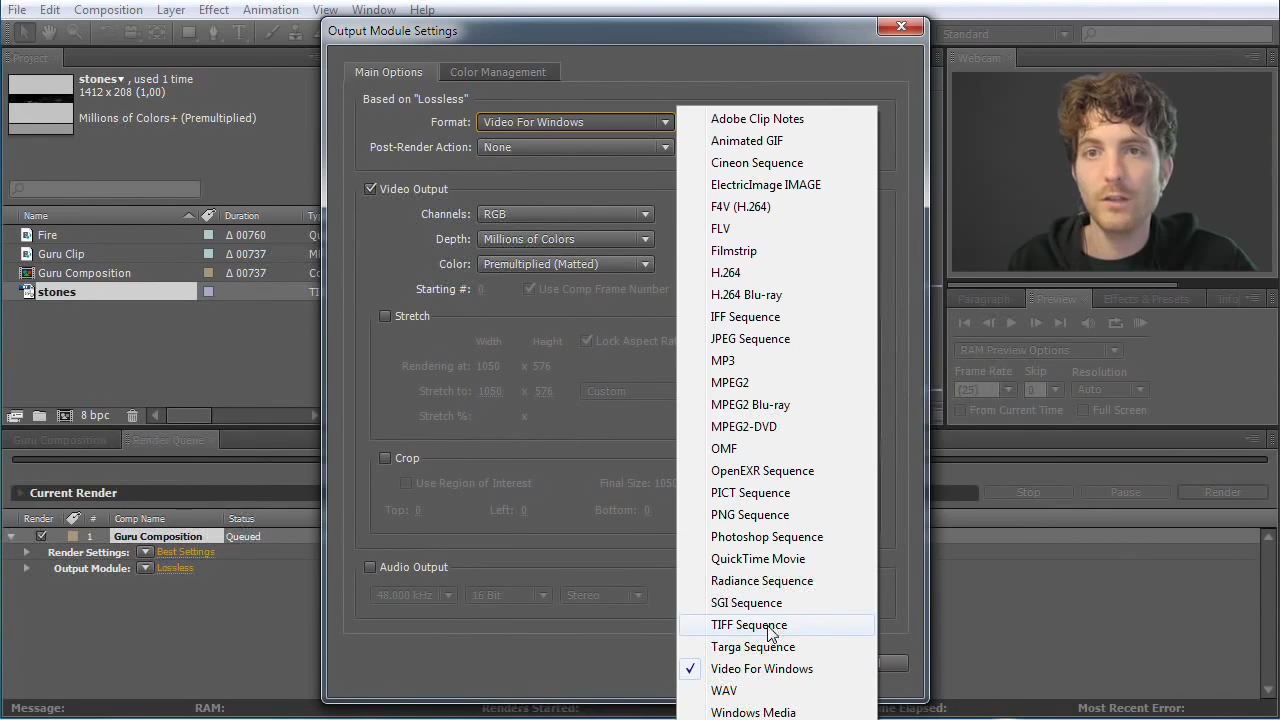 File Edit Composition Layer Effect Animation View Window Help
Output Module Settings
Standard
Project
stones▾, used 1 time
1412 x 208 (1,00)
Millions of Colors+ (Premultiplied)
Name Duration Ty
Fire Δ 00760 Qu
Guru Clip Δ 00737
Guru Composition Δ 00737 Co
stones TI
8 bpc
Main Options Color Management
Based on "Lossless"
Format: Video For Windows
Post-Render Action: None
Video Output
Channels: RGB
Depth: Millions of Colors
Color: Premultiplied (Matted)
Starting #: 0 Use Comp Frame Number
Stretch
Width Height Lock Aspect Rat
Rendering at: 1050 x 576
Stretch to: 1050 x 576 Custom
Stretch %: x
Crop
Use Region of Interest Final Size: 1050
Top: 0 Left: 0 Bottom: 0
Audio Output
48.000 kHz 16 Bit Stereo
Adobe Clip Notes
Animated GIF
Cineon Sequence
ElectricImage IMAGE
F4V (H.264)
FLV
Filmstrip
H.264
H.264 Blu-ray
IFF Sequence
JPEG Sequence
MP3
MPEG2
MPEG2 Blu-ray
MPEG2-DVD
OMF
OpenEXR Sequence
PICT Sequence
PNG Sequence
Photoshop Sequence
QuickTime Movie
Radiance Sequence
SGI Sequence
TIFF Sequence
Targa Sequence
Video For Windows
WAV
Windows Media
Webcam
Paragraph Preview Effects & Presets Info
RAM Preview Options
Frame Rate Skip Resolution
(25) 0 Auto
From Current Time Full Screen
Guru Composition Render Queue
Current Render
Stop Pause Render
Render # Comp Name Status
1 Guru Composition Queued
Render Settings: Best Settings
Output Module: Lossless
Message: RAM: Renders Started: Elapsed: Most Recent Error: